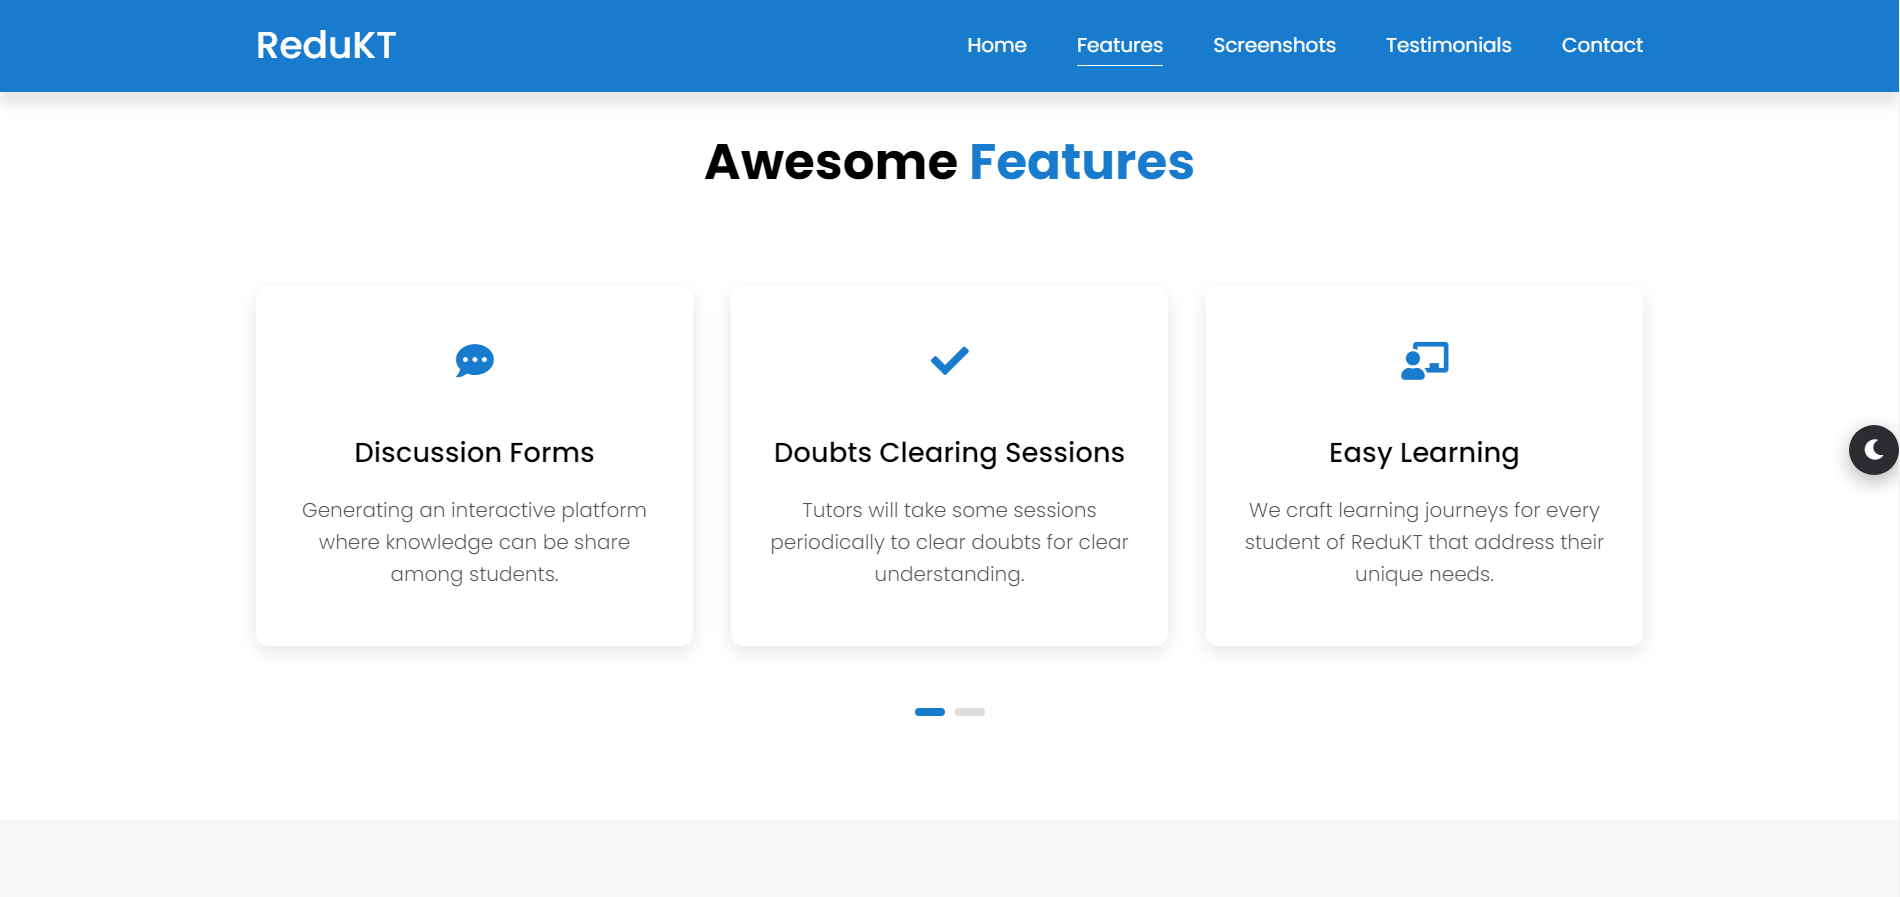 ReduKT
Home
Features
Screenshots
Testimonials
Contact
Awesome Features
Discussion Forms
Generating an interactive platform
where knowledge can be share
among students.
Doubts Clearing Sessions
Tutors will take some sessions
periodically to clear doubts for clear
understanding.
Easy Learning
We craft learning journeys for every
student of ReduKT that address their
unique needs.